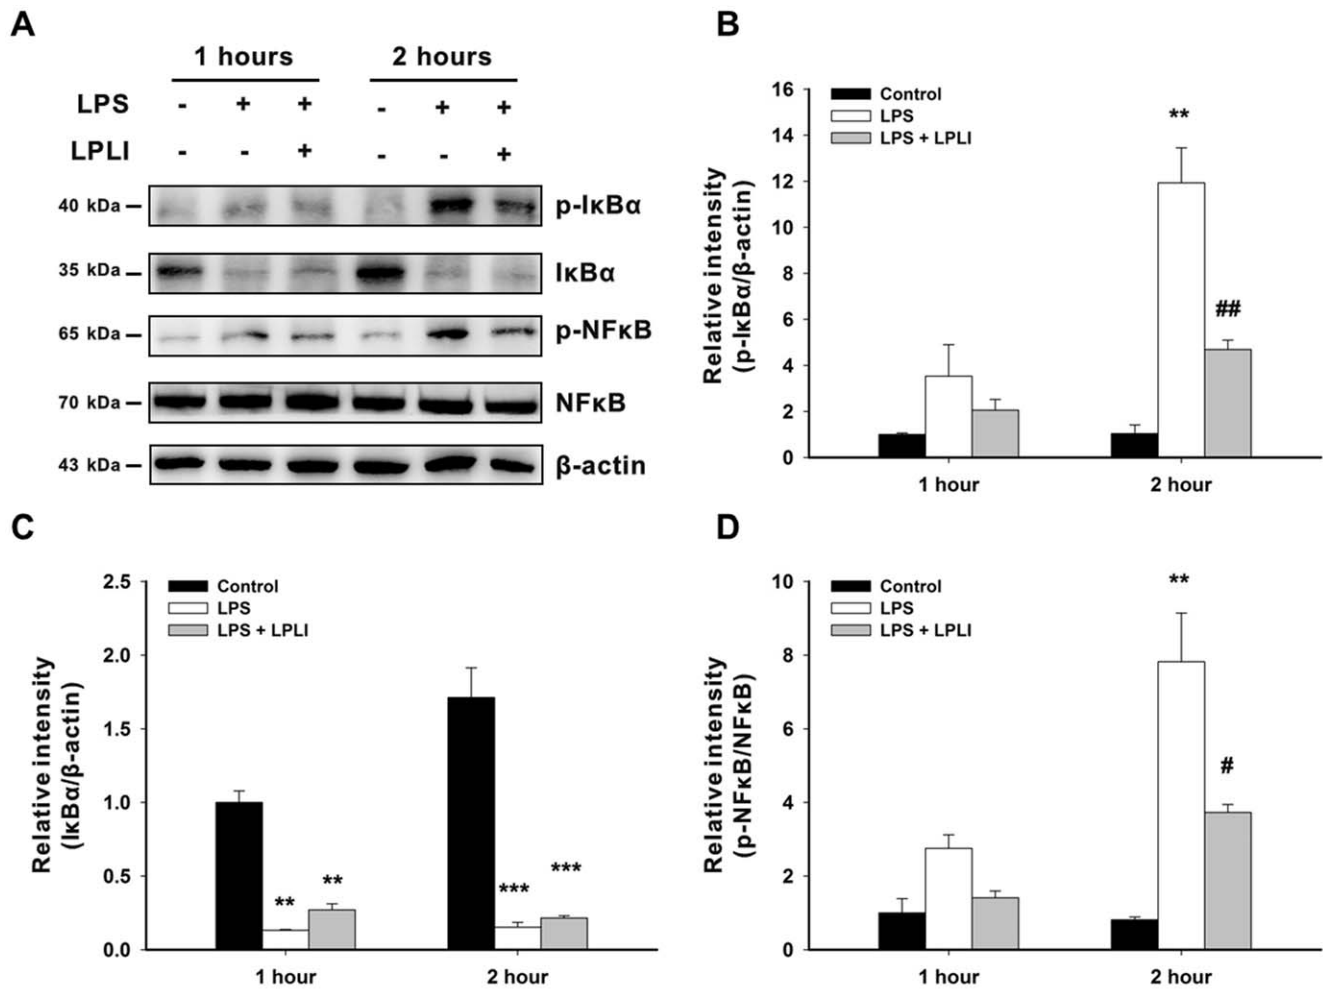 A
1 hours 2 hours
LPS - + + - + +
LPLI - - + - - +
40 kDa p-IκBα
35 kDa IκBα
65 kDa p-NFκB
70 kDa NFκB
43 kDa β-actin
B
Relative intensity
(p-IκBα/β-actin)
16
14
12
10
8
6
4
2
0
Control
LPS
LPS + LPLI
**
##
1 hour 2 hour
C
Relative intensity
(IκBα/β-actin)
2.5
2.0
1.5
1.0
0.5
0.0
Control
LPS
LPS + LPLI
** ** *** ***
1 hour 2 hour
D
Relative intensity
(p-NFκB/NFκB)
10
8
6
4
2
0
Control
LPS
LPS + LPLI
**
#
1 hour 2 hour